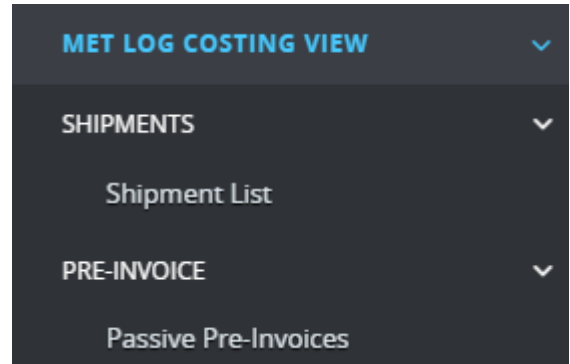 MET LOG COSTING VIEW
SHIPMENTS
Shipment List
PRE-INVOICE
Passive Pre-Invoices